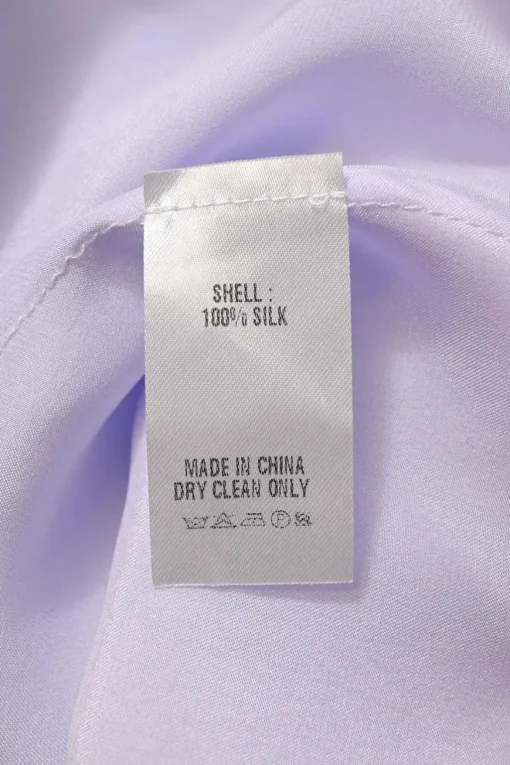 SHELL :
100% SILK
MADE IN CHINA
DRY CLEAN ONLY
P